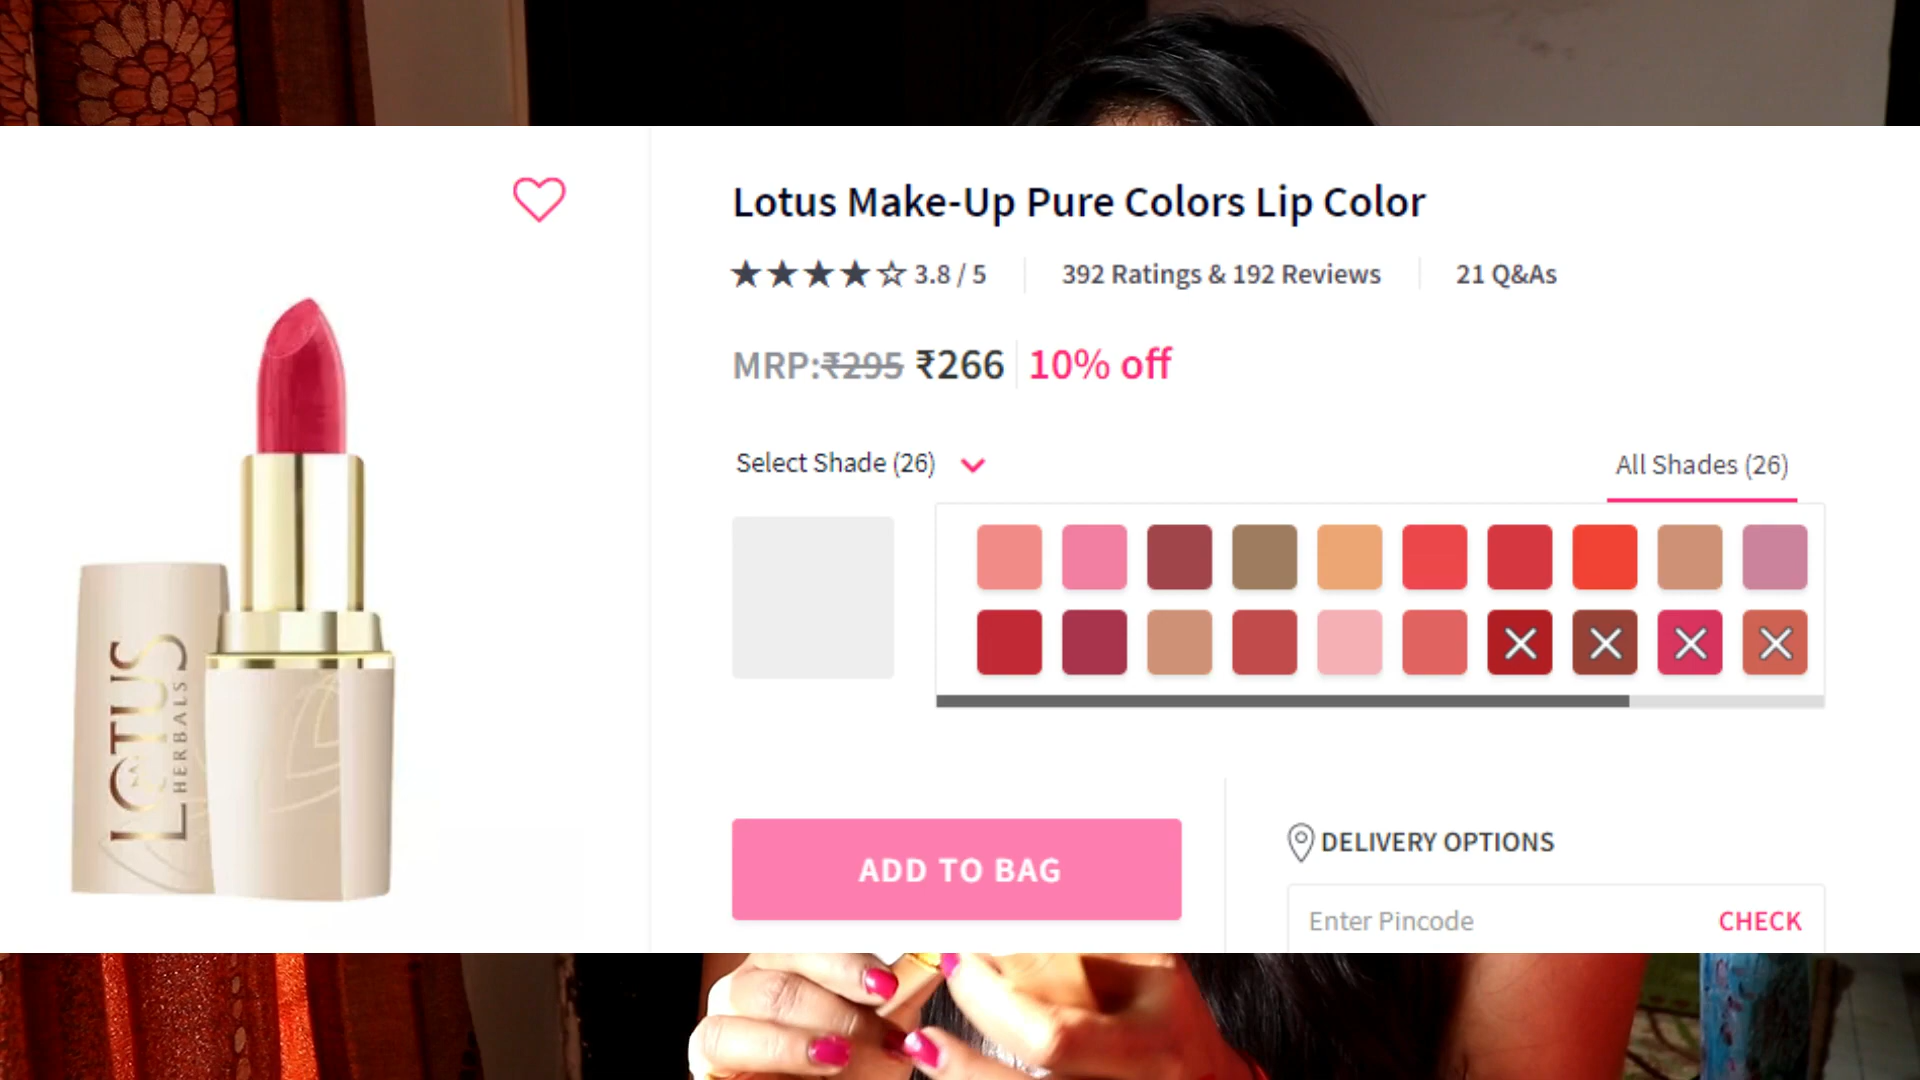 Lotus Make-Up Pure Colors Lip Color
3.8 / 5 392 Ratings & 192 Reviews 21 Q&As
MRP:₹295 ₹266 10% off
Select Shade (26) All Shades (26)
LOTUS
HERBALS
ADD TO BAG
DELIVERY OPTIONS
Enter Pincode CHECK